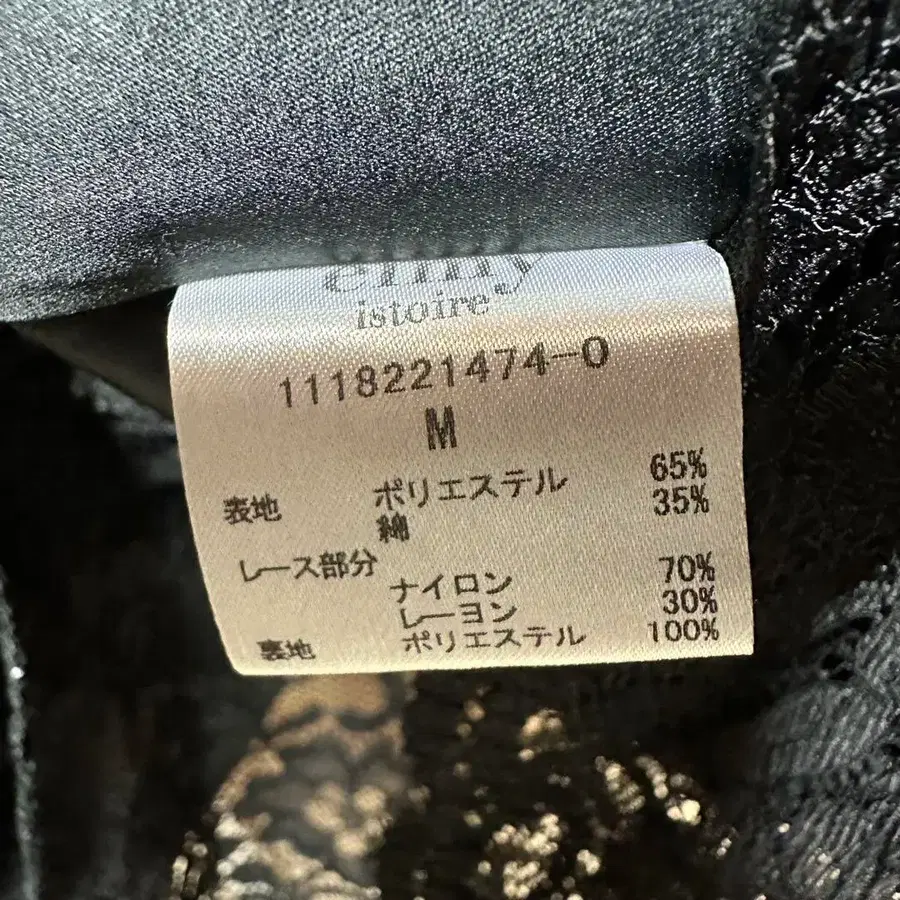 istoire
1118221474-0
M
表地 ポリエステル 65%
綿 35%
レース部分
ナイロン 70%
レーヨン 30%
裏地 ポリエステル 100%